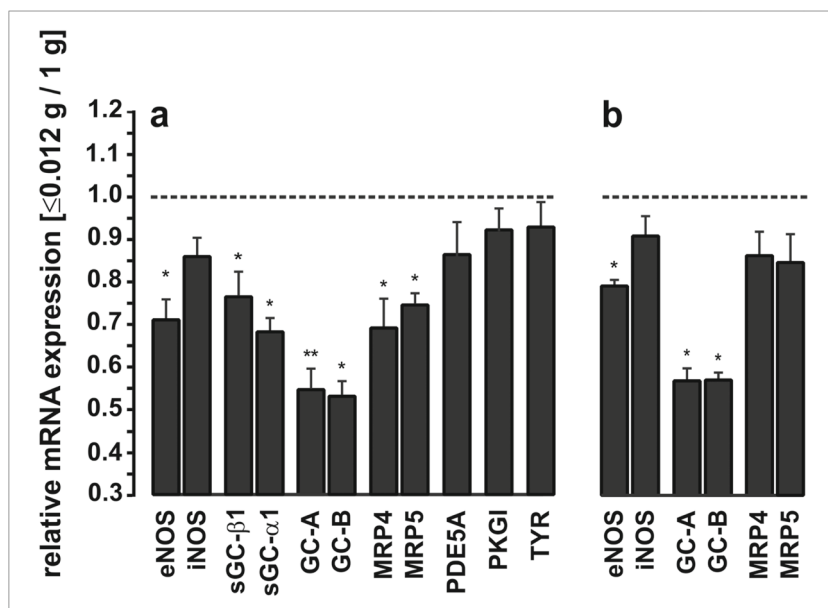 relative mRNA expression [≤0.012 g / 1 g]
1.2
1.1
1.0
0.9
0.8
0.7
0.6
0.5
0.4
0.3
a
*
*
*
**
*
*
*
eNOS
iNOS
sGC-β1
sGC-α1
GC-A
GC-B
MRP4
MRP5
PDE5A
PKGI
TYR
b
*
*
*
eNOS
iNOS
GC-A
GC-B
MRP4
MRP5